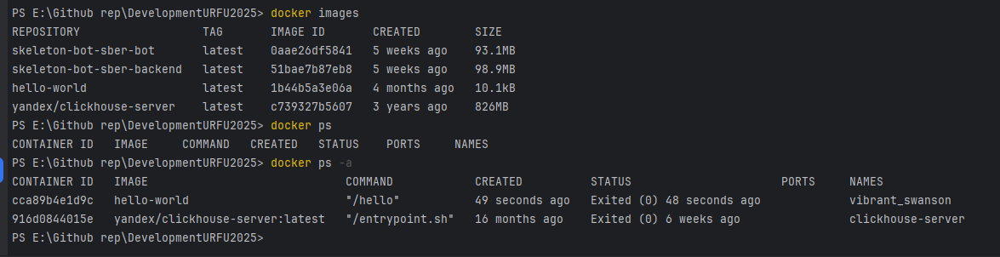 PS E:\Github rep\DevelopmentURFU2025> docker images
REPOSITORY TAG IMAGE ID CREATED SIZE
skeleton-bot-sber-bot latest 0aae26df5841 5 weeks ago 93.1MB
skeleton-bot-sber-backend latest 51bae7b87eb8 5 weeks ago 98.9MB
hello-world latest 1b44b5a3e06a 4 months ago 10.1kB
yandex/clickhouse-server latest c739327b5607 3 years ago 826MB
PS E:\Github rep\DevelopmentURFU2025> docker ps
CONTAINER ID IMAGE COMMAND CREATED STATUS PORTS NAMES
PS E:\Github rep\DevelopmentURFU2025> docker ps -a
CONTAINER ID IMAGE COMMAND CREATED STATUS PORTS NAMES
cca89b4e1d9c hello-world "/hello" 49 seconds ago Exited (0) 48 seconds ago vibrant_swanson
916d0844015e yandex/clickhouse-server:latest "/entrypoint.sh" 16 months ago Exited (0) 6 weeks ago clickhouse-server
PS E:\Github rep\DevelopmentURFU2025>